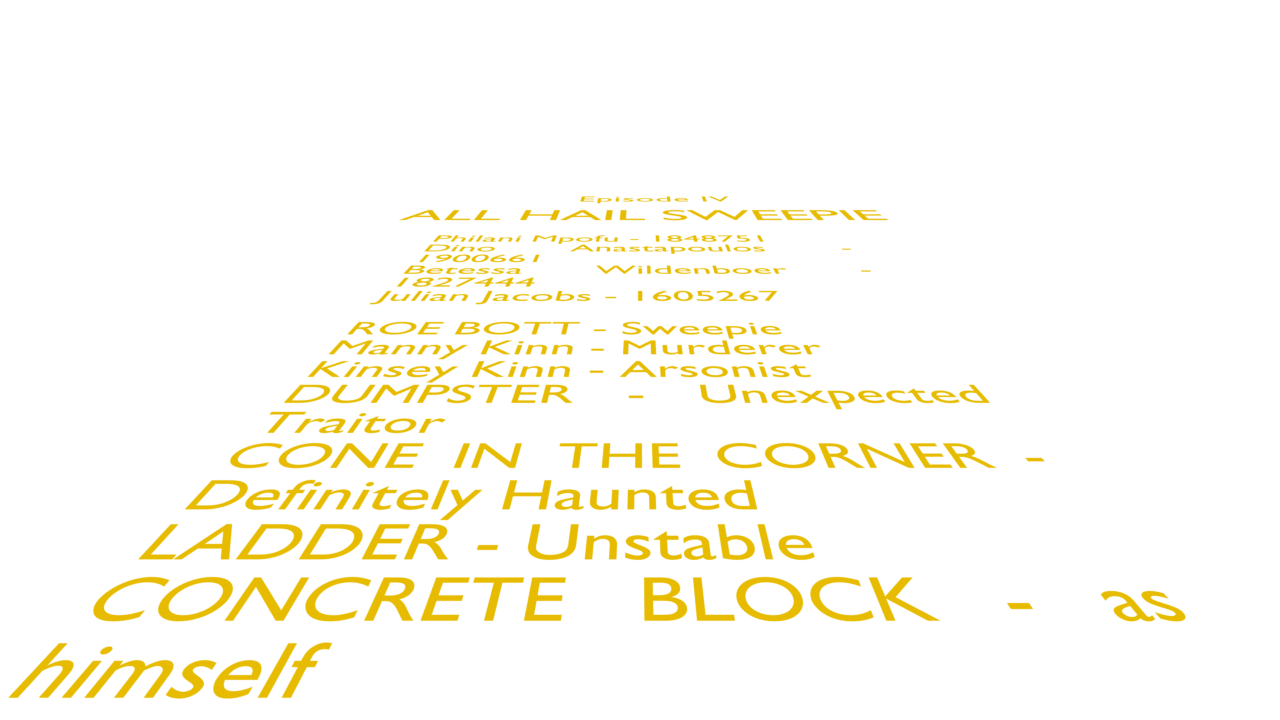 Episode IV
ALL HAIL SWEEPIE
Philani Mpofu - 1848751
Dino Anastapoulos -
1900661
Betessa Wildenboer -
1827444
Julian Jacobs - 1605267
ROE BOTT - Sweepie
Manny Kinn - Murderer
Kinsey Kinn - Arsonist
DUMPSTER - Unexpected
Traitor
CONE IN THE CORNER -
Definitely Haunted
LADDER - Unstable
CONCRETE BLOCK - as
himself